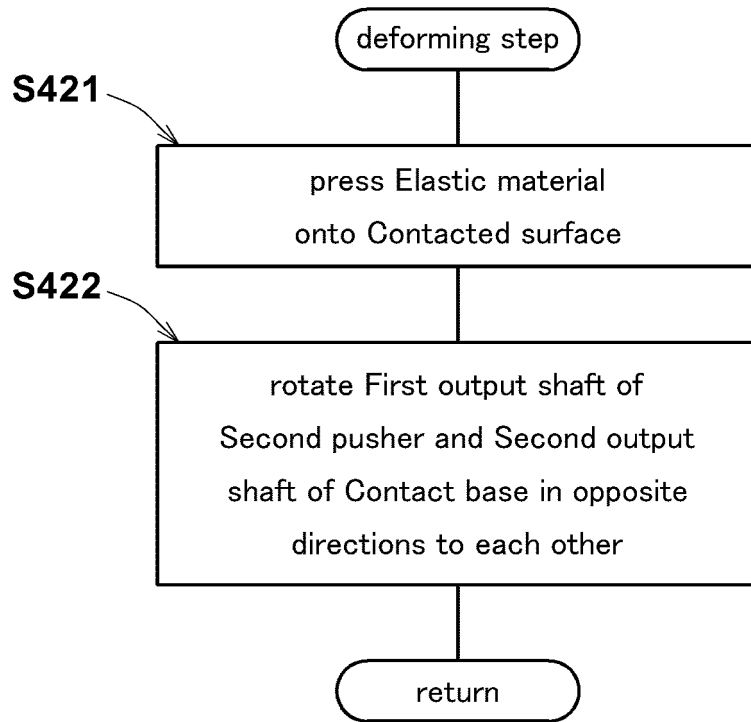 deforming step
S421
press Elastic material
onto Contacted surface
S422
rotate First output shaft of
Second pusher and Second output
shaft of Contact base in opposite
directions to each other
return